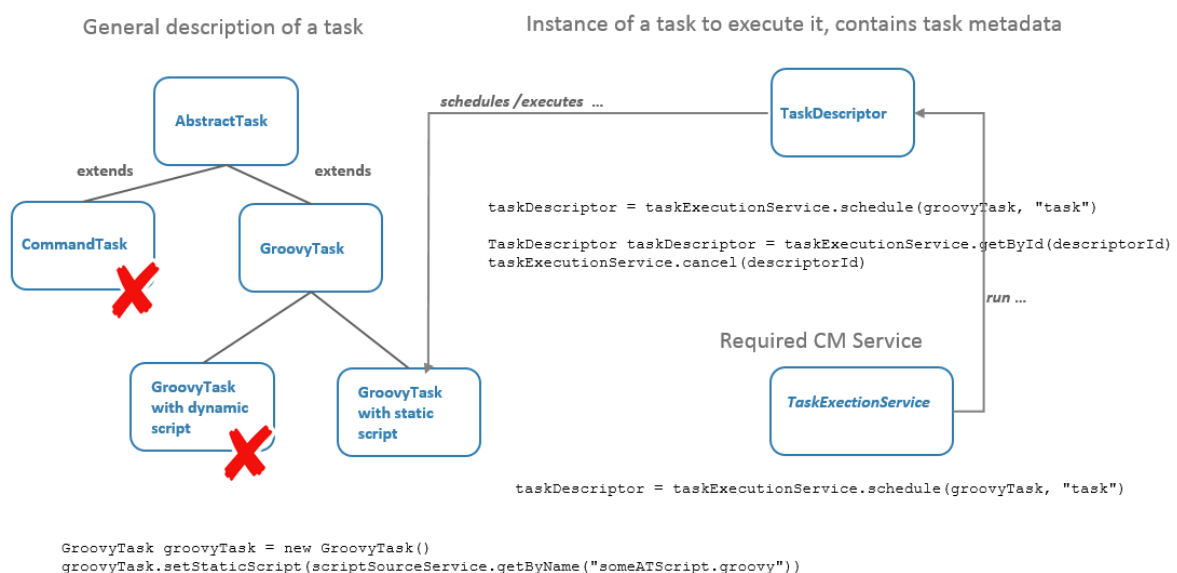 General description of a task
Instance of a task to execute it, contains task metadata
AbstractTask
schedules /executes ...
TaskDescriptor
extends
extends
CommandTask
GroovyTask
taskDescriptor = taskExecutionService.schedule(groovyTask, "task")
TaskDescriptor taskDescriptor = taskExecutionService.getById(descriptorId)
taskExecutionService.cancel(descriptorId)
run ...
Required CM Service
GroovyTask
with dynamic
script
GroovyTask
with static
script
TaskExectionService
taskDescriptor = taskExecutionService.schedule(groovyTask, "task")
GroovyTask groovyTask = new GroovyTask()
groovyTask.setStaticScript(scriptSourceService.getByName("someATScript.groovy"))